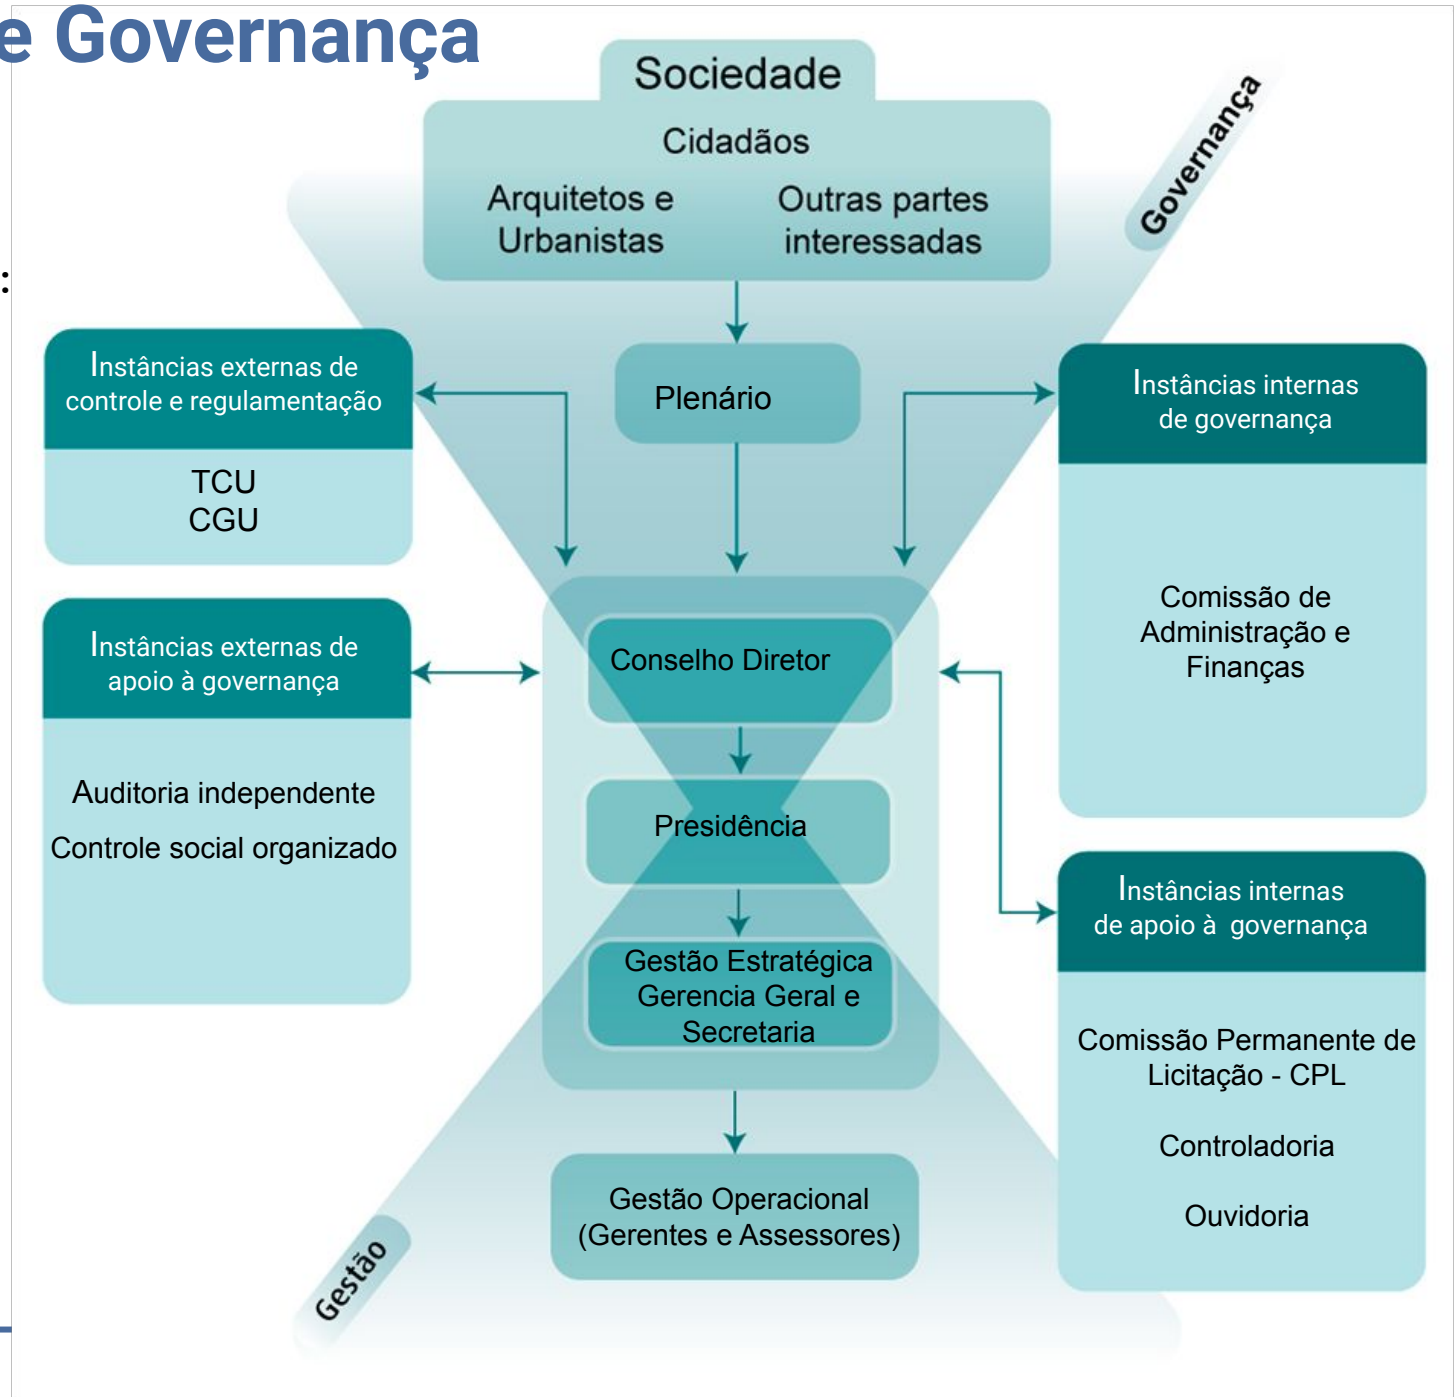 e Governança
Sociedade
Cidadãos
Arquitetos e
Urbanistas
Outras partes
interessadas
Governança
:
Instâncias externas de
controle e regulamentação
TCU
CGU
Plenário
Instâncias internas
de governança
Comissão de
Administração e
Finanças
Instâncias externas de
apoio à governança
Auditoria independente
Controle social organizado
Conselho Diretor
Presidência
Gestão Estratégica
Gerencia Geral e
Secretaria
Instâncias internas
de apoio à governança
Comissão Permanente de
Licitação - CPL
Controladoria
Ouvidoria
Gestão Operacional
(Gerentes e Assessores)
Gestão